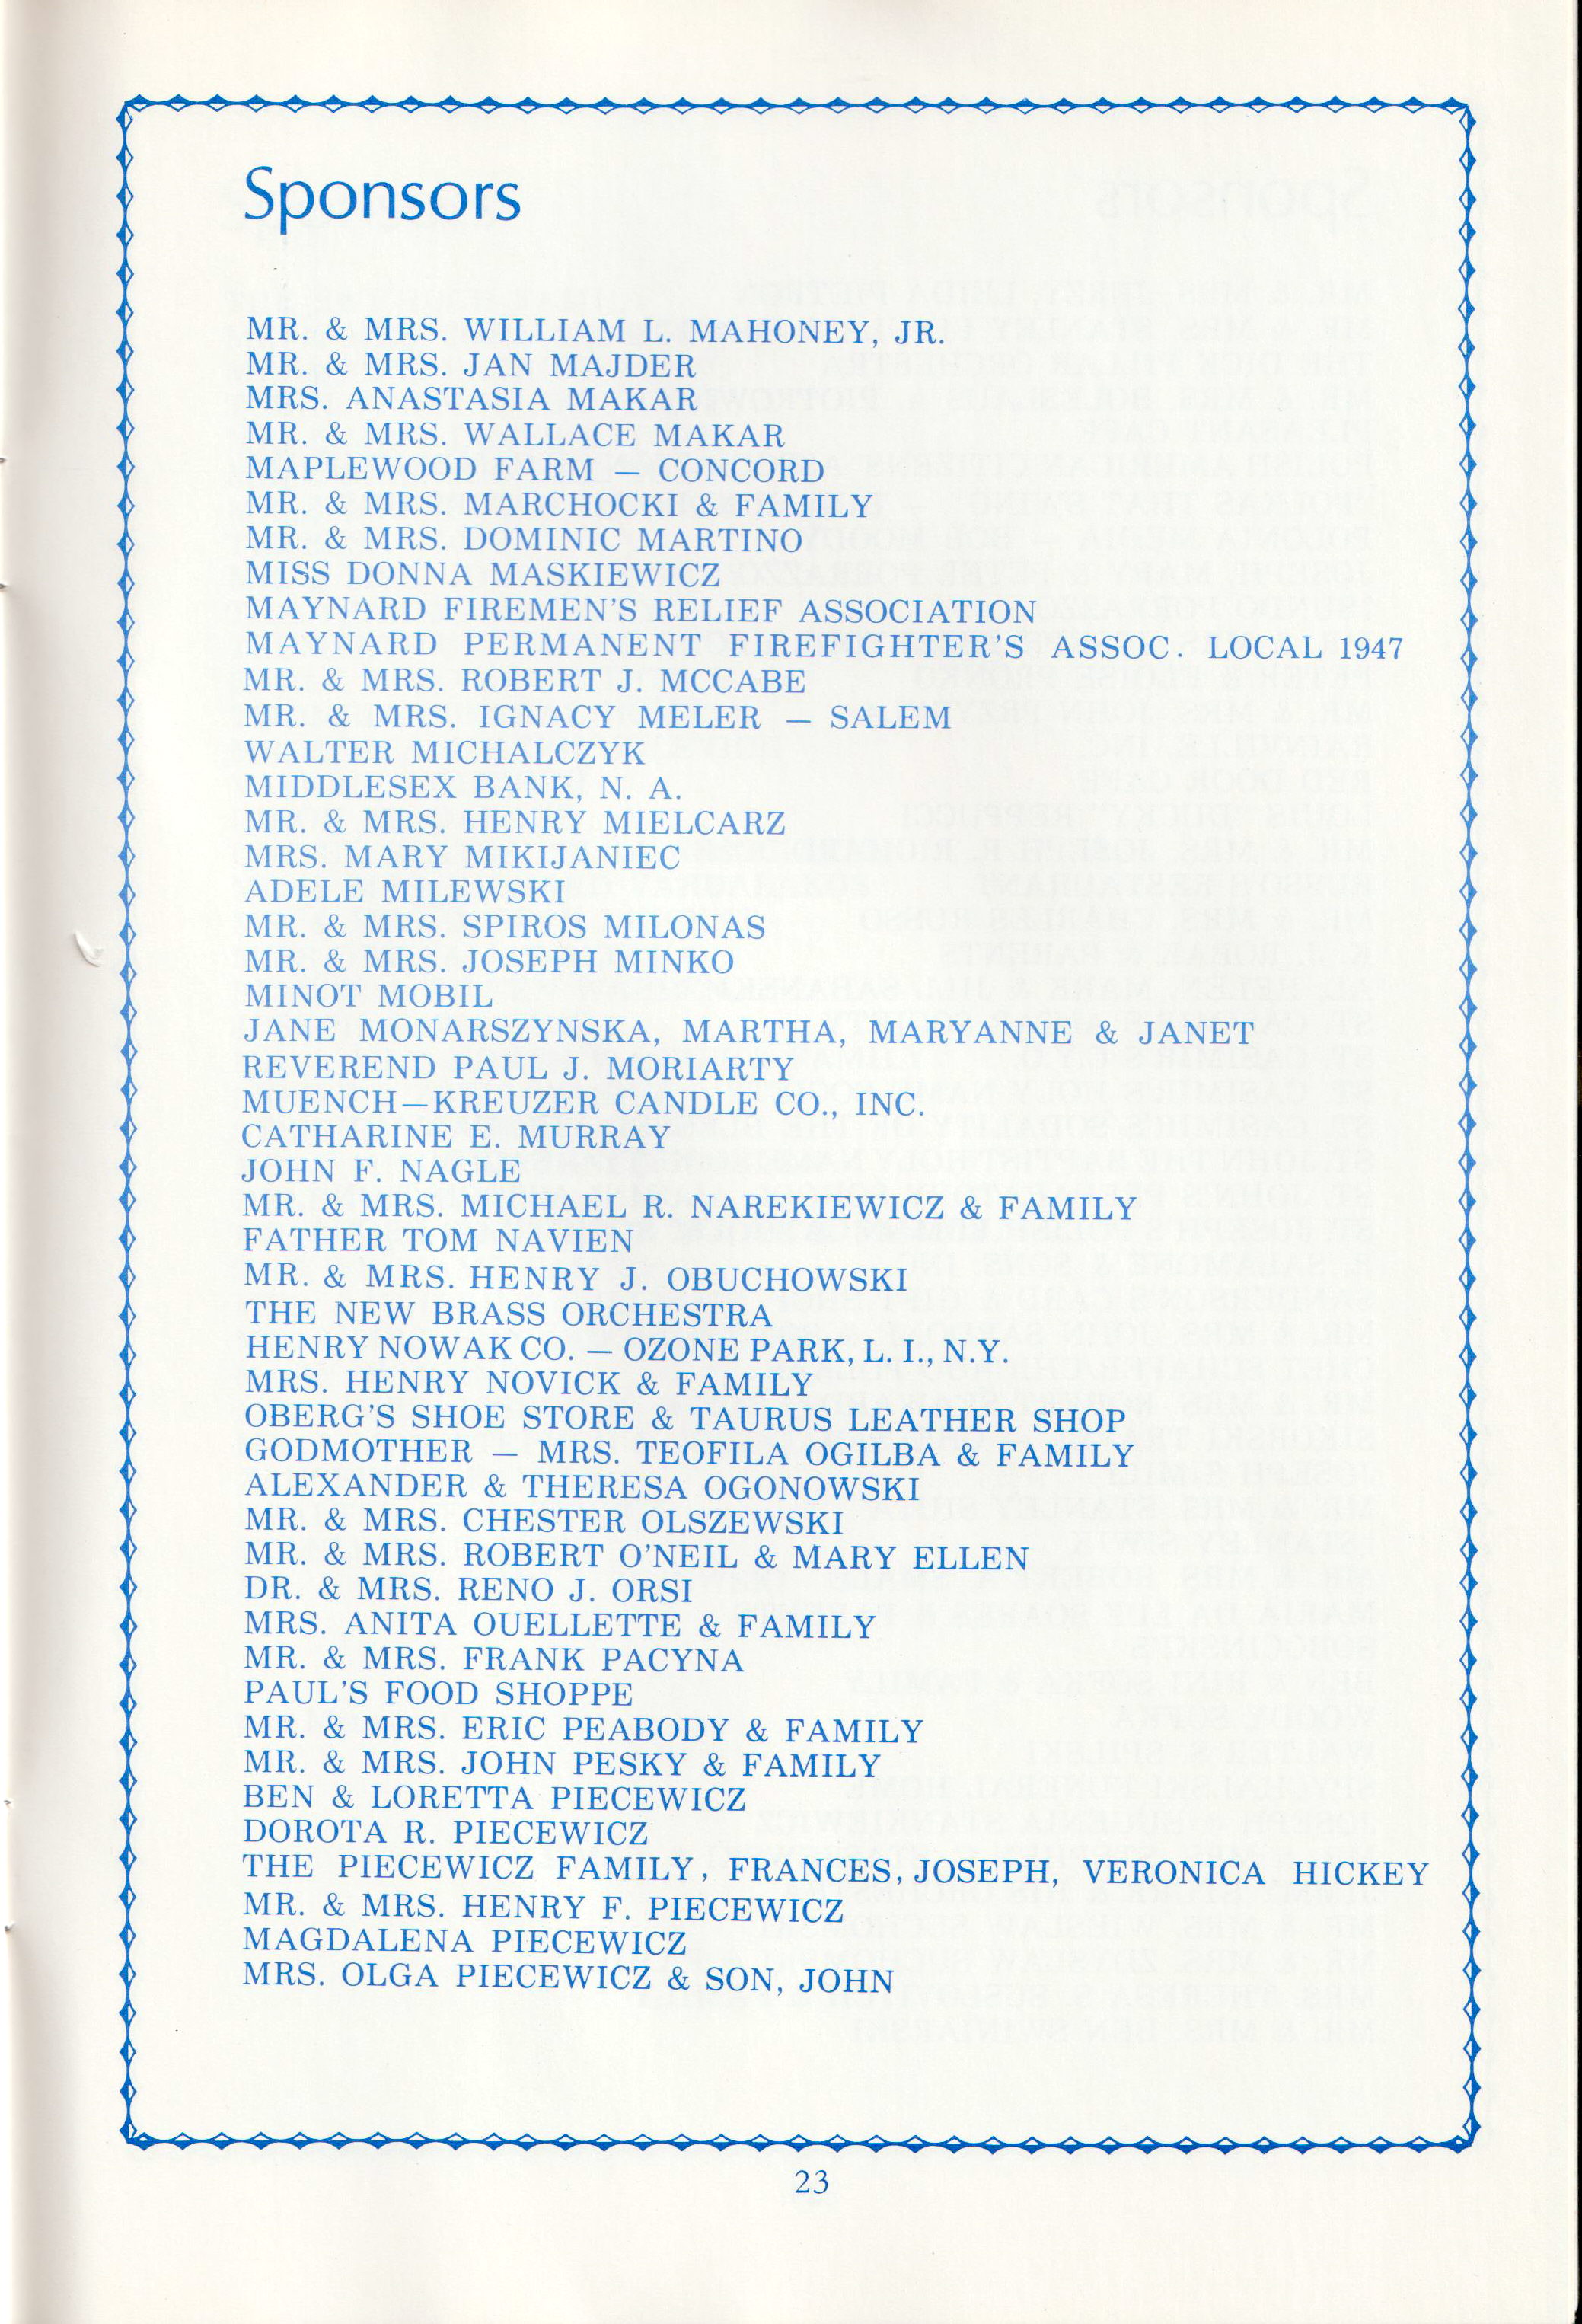 Sponsors
MR. & MRS. WILLIAM L. MAHONEY, JR.
MR. & MRS. JAN MAJDER
MRS. ANASTASIA MAKAR
MR. & MRS. WALLACE MAKAR
MAPLEWOOD FARM — CONCORD
MR. & MRS. MARCHOCKI & FAMILY
MR. & MRS. DOMINIC MARTINO
MISS DONNA MASKIEWICZ
MAYNARD FIREMEN'S RELIEF ASSOCIATION
MAYNARD PERMANENT FIREFIGHTER'S ASSOC. LOCAL 1947
MR. & MRS. ROBERT J. MCCABE
MR. & MRS. IGNACY MELER — SALEM
WALTER MICHALCZYK
MIDDLESEX BANK, N. A.
MR. & MRS. HENRY MIELCARZ
MRS. MARY MIKIJANIEC
ADELE MILEWSKI
MR. & MRS. SPIROS MILONAS
MR. & MRS. JOSEPH MINKO
MINOT MOBIL
JANE MONARSZYNSKA, MARTHA, MARYANNE & JANET
REVEREND PAUL J. MORIARTY
MUENCH—KREUZER CANDLE CO., INC.
CATHARINE E. MURRAY
JOHN F. NAGLE
MR. & MRS. MICHAEL R. NAREKIEWICZ & FAMILY
FATHER TOM NAVIEN
MR. & MRS. HENRY J. OBUCHOWSKI
THE NEW BRASS ORCHESTRA
HENRY NOWAK CO. — OZONE PARK, L. I., N.Y.
MRS. HENRY NOVICK & FAMILY
OBERG'S SHOE STORE & TAURUS LEATHER SHOP
GODMOTHER — MRS. TEOFILA OGILBA & FAMILY
ALEXANDER & THERESA OGONOWSKI
MR. & MRS. CHESTER OLSZEWSKI
MR. & MRS. ROBERT O'NEIL & MARY ELLEN
DR. & MRS. RENO J. ORSI
MRS. ANITA OUELLETTE & FAMILY
MR. & MRS. FRANK PACYNA
PAUL'S FOOD SHOPPE
MR. & MRS. ERIC PEABODY & FAMILY
MR. & MRS. JOHN PESKY & FAMILY
BEN & LORETTA PIECEWICZ
DOROTA R. PIECEWICZ
THE PIECEWICZ FAMILY, FRANCES, JOSEPH, VERONICA HICKEY
MR. & MRS. HENRY F. PIECEWICZ
MAGDALENA PIECEWICZ
MRS. OLGA PIECEWICZ & SON, JOHN
23